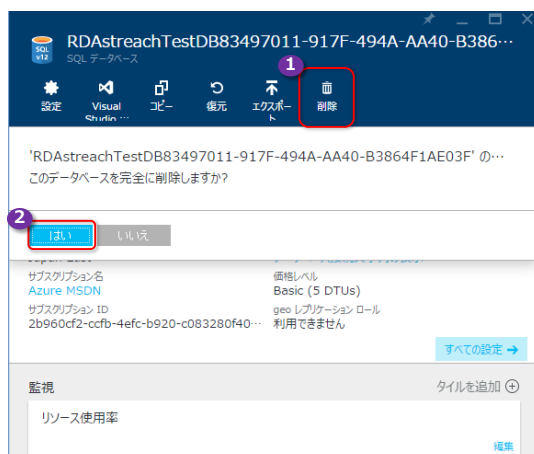 RDAstreachTestDB83497011-917F-494A-AA40-B386…
SQL データベース
SQL
v12
1
設定
Visual
Studio …
コピー
復元
エクスポー
ト
削除
'RDAstreachTestDB83497011-917F-494A-AA40-B3864F1AE03F' の…
このデータベースを完全に削除しますか?
2
はい
いいえ
Japan East
サブスクリプション名
Azure MSDN
価格レベル
Basic (5 DTUs)
サブスクリプション ID
2b960cf2-ccfb-4efc-b920-c083280f40…
geo レプリケーション ロール
利用できません
すべての設定 →
監視
タイルを追加
リソース使用率
編集